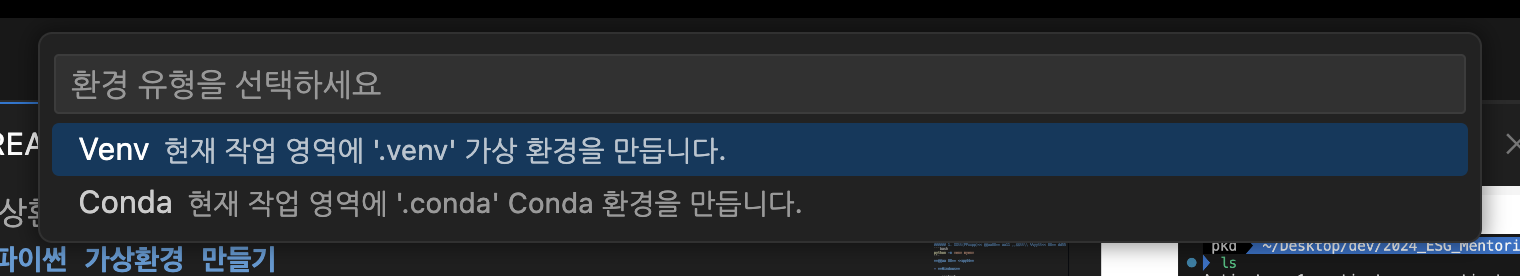 환경 유형을 선택하세요
REA
Venv 현재 작업 영역에 '.venv' 가상 환경을 만듭니다.
Conda 현재 작업 영역에 '.conda' Conda 환경을 만듭니다.
상환
파이썬 가상환경 만들기
pkd ~/Desktop/dev/2024_ESG_Mentori
ls